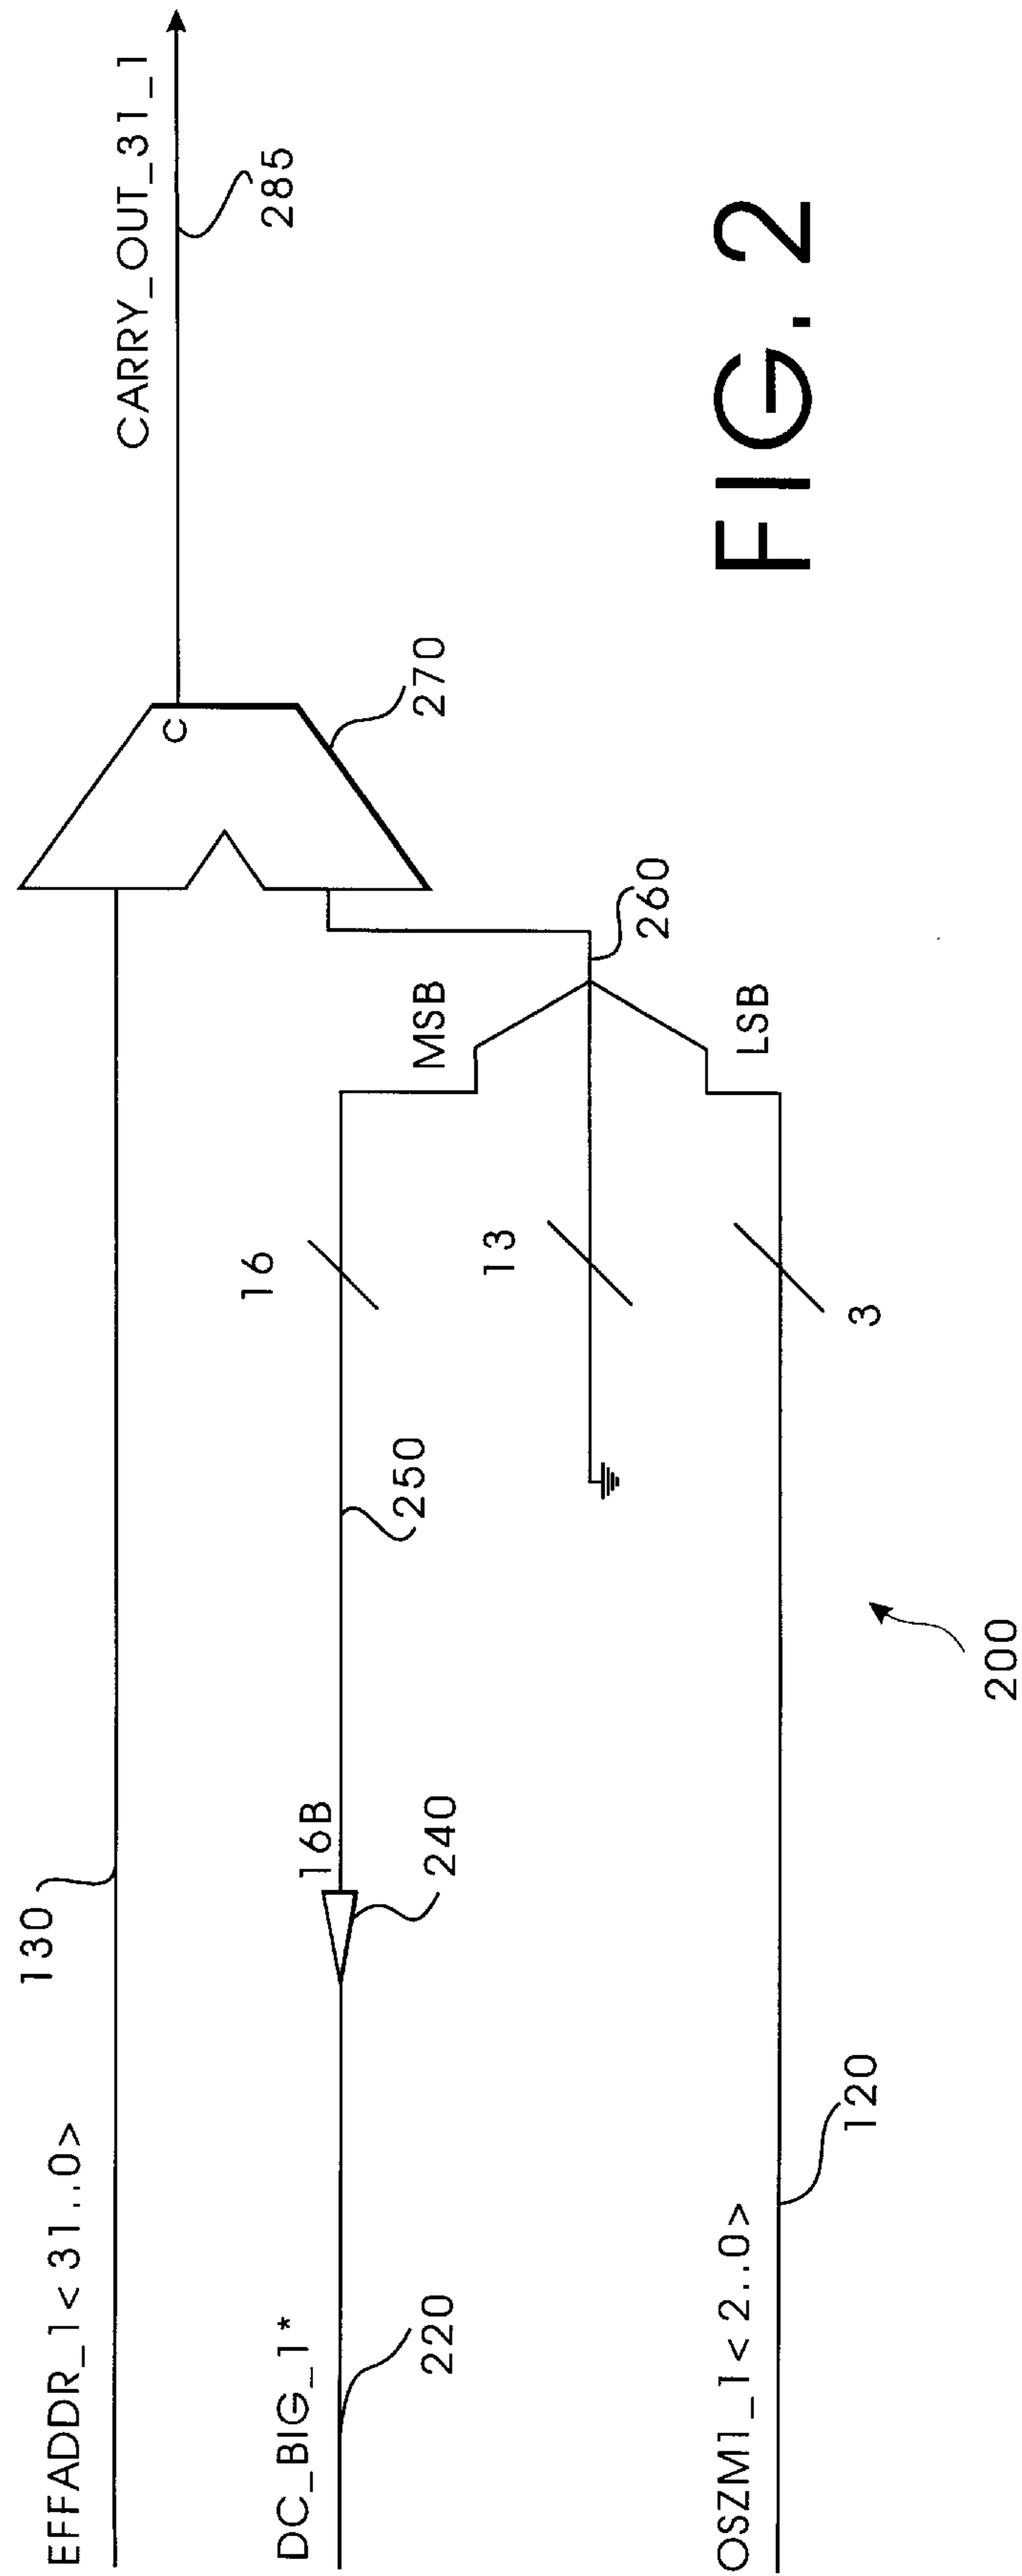 CARRY_OUT_31_1
285
C
270
EFFADDR_1<31..0>
130
DC_BIG_1*
220
16B
240
250
16
MSB
13
260
LSB
3
OSZM1_1<2..0>
120
200
FIG. 2